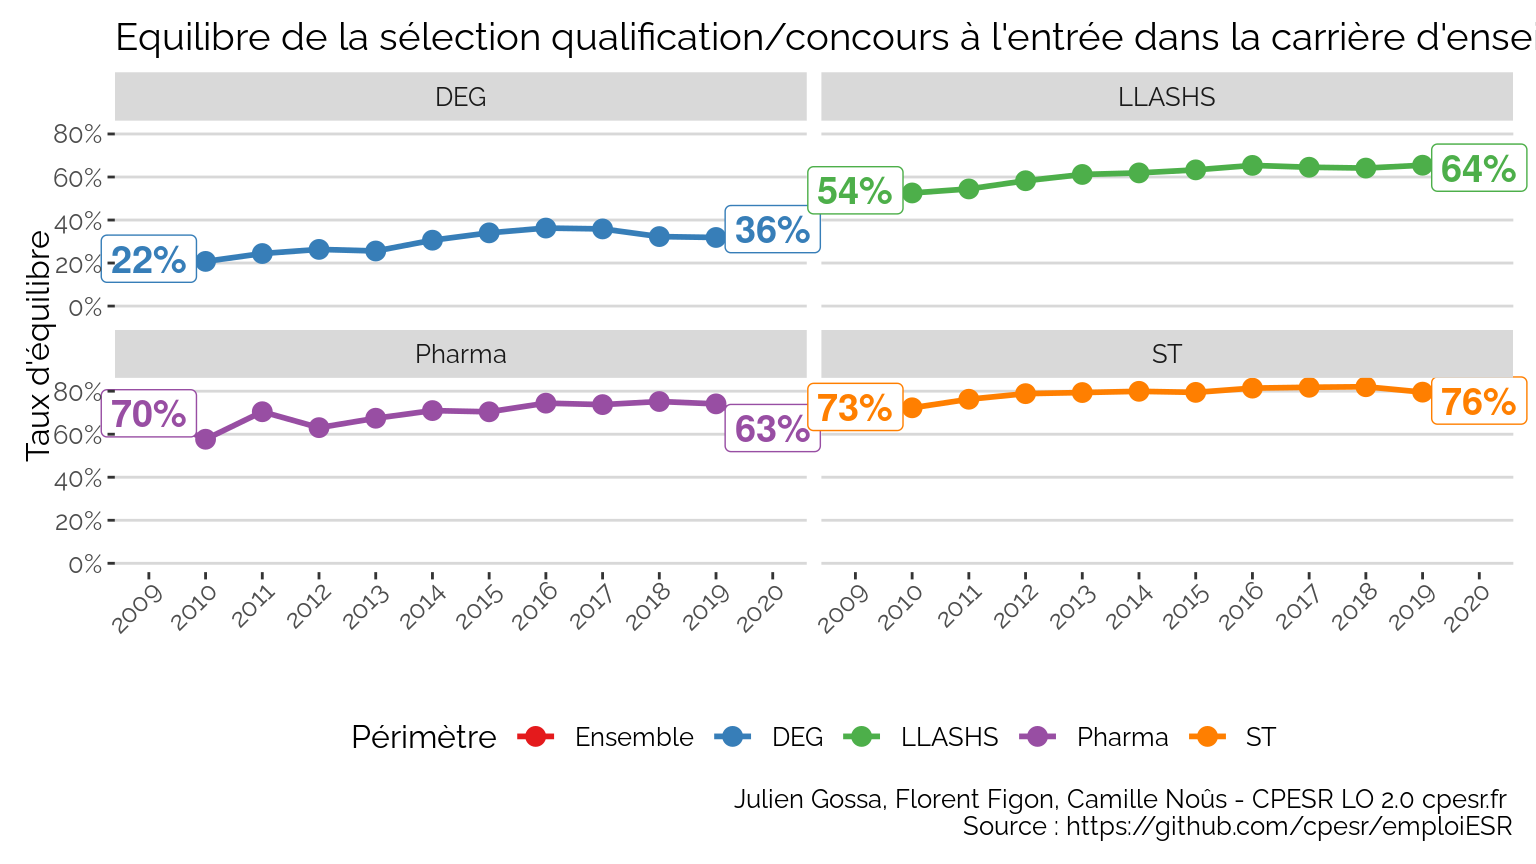 Equilibre de la sélection qualification/concours à l'entrée dans la carrière d'ensei
DEG
LLASHS
80%
60%
40%
20%
0%
22%
36%
54%
64%
Taux d'équilibre
Pharma
ST
80%
60%
40%
20%
0%
70%
63%
73%
76%
2009 2010 2011 2012 2013 2014 2015 2016 2017 2018 2019 2020
2009 2010 2011 2012 2013 2014 2015 2016 2017 2018 2019 2020
Périmètre Ensemble DEG LLASHS Pharma ST
Julien Gossa, Florent Figon, Camille Noûs - CPESR LO 2.0 cpesr.fr
Source : https://github.com/cpesr/emploiESR